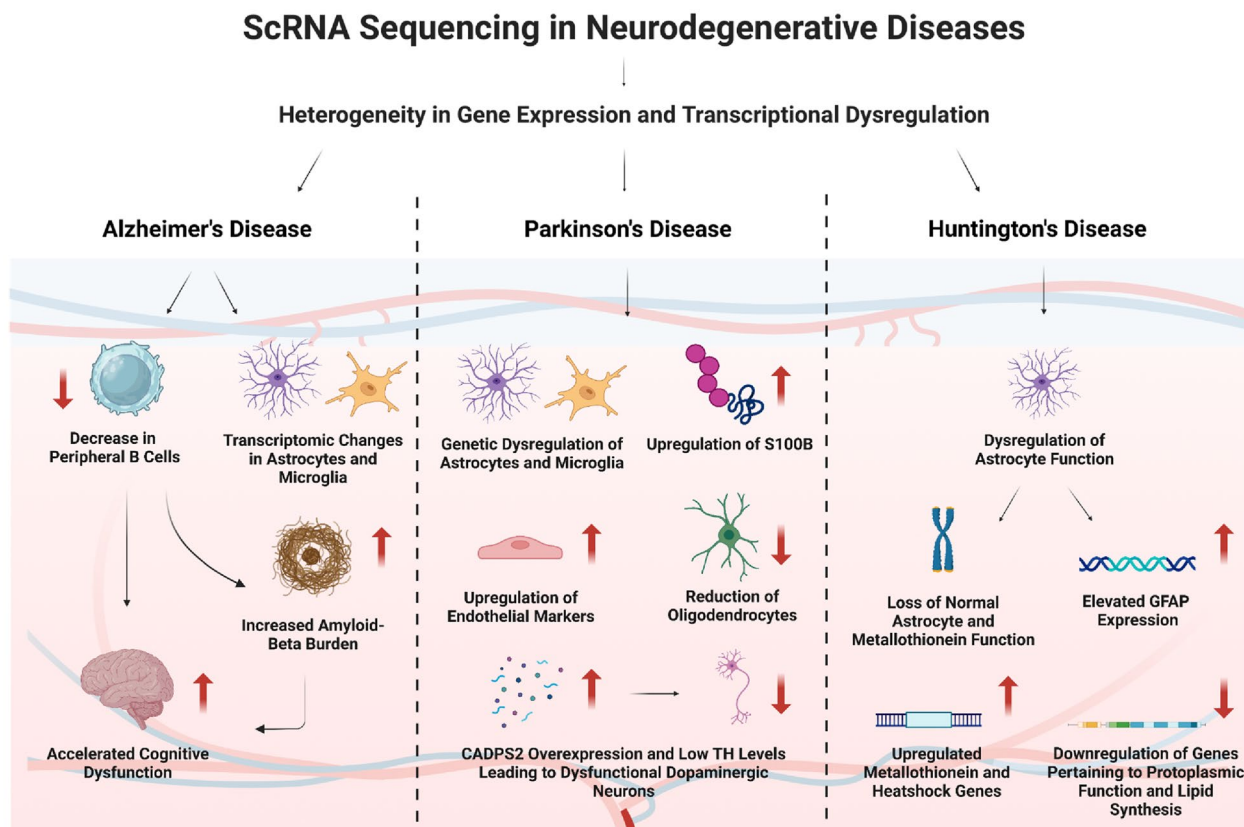 ScRNA Sequencing in Neurodegenerative Diseases
Heterogeneity in Gene Expression and Transcriptional Dysregulation
Alzheimer's Disease
Decrease in
Peripheral B Cells
Transcriptomic Changes
in Astrocytes and
Microglia
Increased Amyloid-
Beta Burden
Accelerated Cognitive
Dysfunction
Parkinson's Disease
Genetic Dysregulation of
Astrocytes and Microglia
Upregulation of S100B
Upregulation of
Endothelial Markers
Reduction of
Oligodendrocytes
CADPS2 Overexpression and Low TH Levels
Leading to Dysfunctional Dopaminergic
Neurons
Huntington's Disease
Dysregulation of
Astrocyte Function
Loss of Normal
Astrocyte and
Metallothionein Function
Elevated GFAP
Expression
Upregulated
Metallothionein and
Heatshock Genes
Downregulation of Genes
Pertaining to Protoplasmic
Function and Lipid
Synthesis